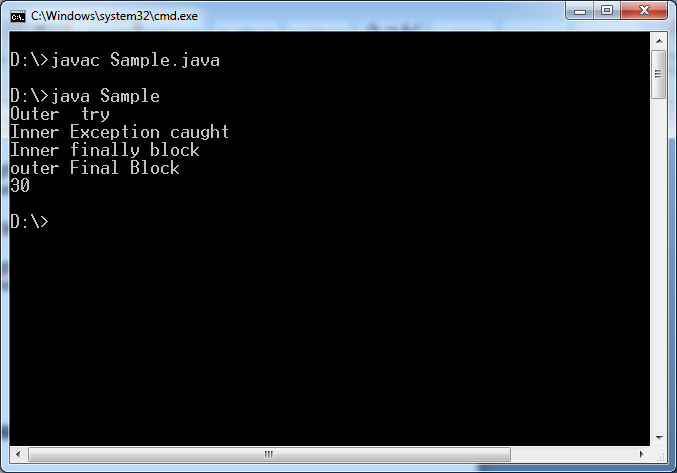 C:\Windows\system32\cmd.exe
D:\>javac Sample.java
D:\>java Sample
Outer  try
Inner Exception caught
Inner finally block
outer Final Block
30
D:\>